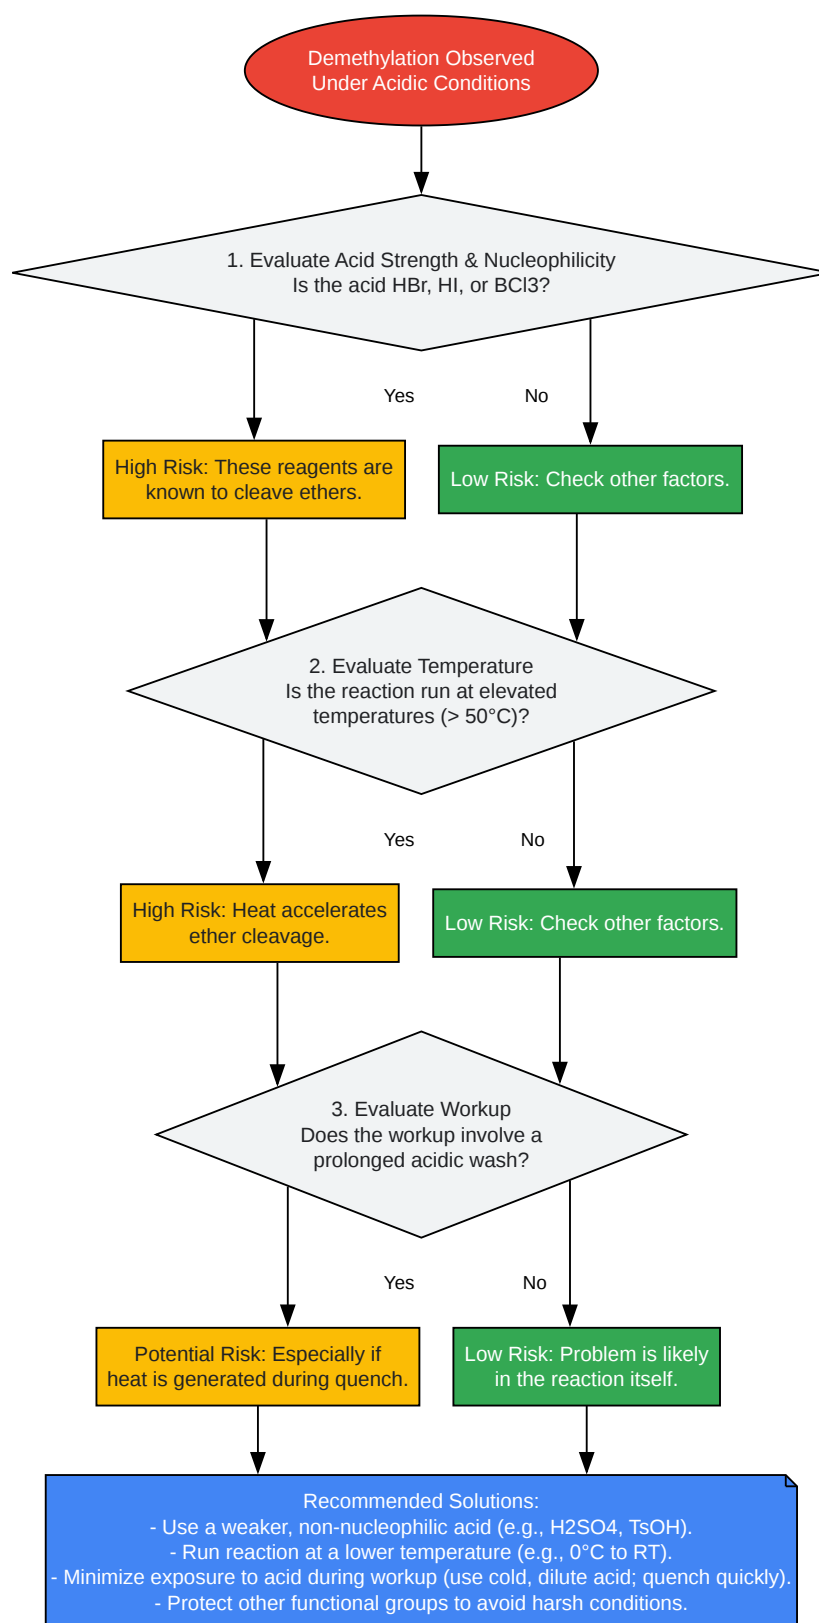 Demethylation Observed
Under Acidic Conditions
1. Evaluate Acid Strength & Nucleophilicity
Is the acid HBr, HI, or BCl3?
Yes
No
High Risk: These reagents are
known to cleave ethers.
Low Risk: Check other factors.
2. Evaluate Temperature
Is the reaction run at elevated
temperatures (> 50°C)?
Yes
No
High Risk: Heat accelerates
ether cleavage.
Low Risk: Check other factors.
3. Evaluate Workup
Does the workup involve a
prolonged acidic wash?
Yes
No
Potential Risk: Especially if
heat is generated during quench.
Low Risk: Problem is likely
in the reaction itself.
Recommended Solutions:
- Use a weaker, non-nucleophilic acid (e.g., H2SO4, TsOH).
- Run reaction at a lower temperature (e.g., 0°C to RT).
- Minimize exposure to acid during workup (use cold, dilute acid; quench quickly).
- Protect other functional groups to avoid harsh conditions.